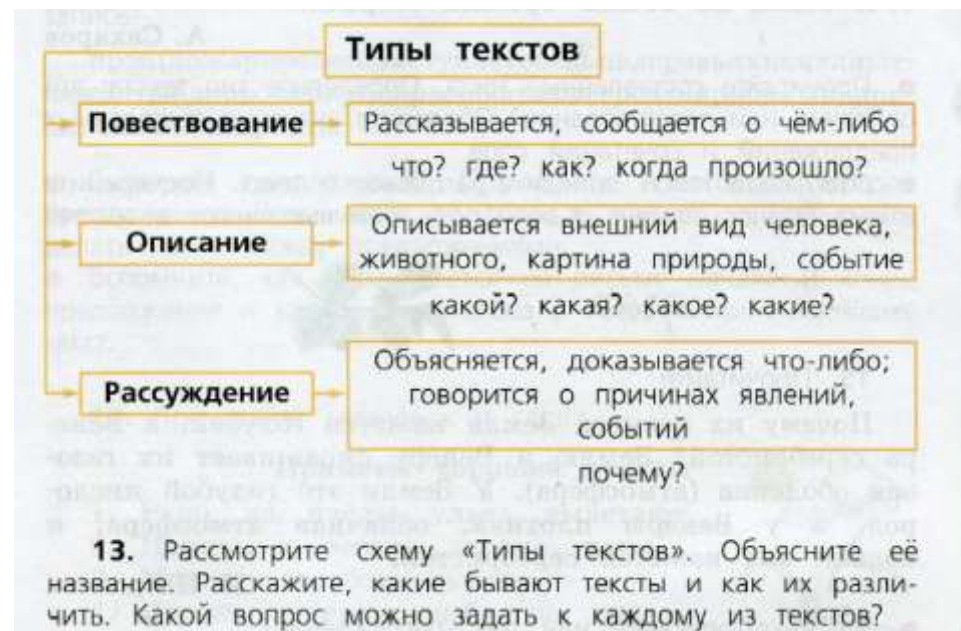 Типы текстов
Повествование
Рассказывается, сообщается о чём-либо
что? где? как? когда произошло?
Описание
Описывается внешний вид человека,
животного, картина природы, событие
какой? какая? какое? какие?
Рассуждение
Объясняется, доказывается что-либо;
говорится о причинах явлений,
событий
почему?
13. Рассмотрите схему «Типы текстов». Объясните её
название. Расскажите, какие бывают тексты и как их разли-
чить. Какой вопрос можно задать к каждому из текстов?